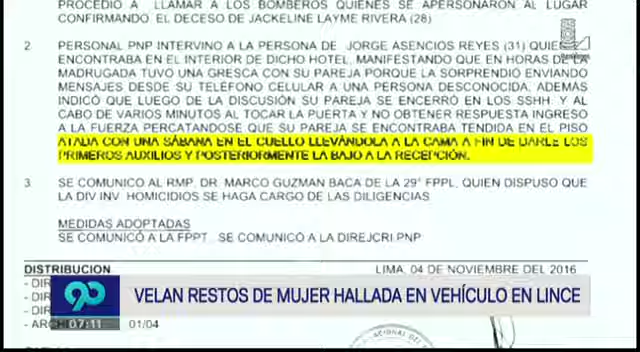 PROCEDIO A LLAMAR A LOS BOMBEROS QUIENES SE APERSONARON AL LUGAR
CONFIRMANDO EL DECESO DE JACKELINE LAYME RIVERA (28)
2 PERSONAL PNP INTERVINO A LA PERSONA DE JORGE ASENCIOS REYES (31) QUIEN
ENCONTRABA EN EL INTERIOR DE DICHO HOTEL, MANIFESTANDO QUE EN HORAS DE LA
MADRUGADA TUVO UNA GRESCA CON SU PAREJA PORQUE LA SORPRENDIÓ ENVIANDO
MENSAJES DESDE SU TELÉFONO CELULAR A UNA PERSONA DESCONOCIDA, ADEMAS
INDICÓ QUE LUEGO DE LA DISCUSIÓN SU PAREJA SE ENCERRÓ EN LOS SSHH Y AL
CABO DE VARIOS MINUTOS AL TOCAR LA PUERTA Y NO OBTENER RESPUESTA INGRESO
A LA FUERZA PERCATANDOSE QUE SU PAREJA SE ENCONTRABA TENDIDA EN EL PISO
ATADA CON UNA SÁBANA EN EL CUELLO LLEVÁNDOLA A LA CAMA A FIN DE DARLE LOS
PRIMEROS AUXILIOS Y POSTERIORMENTE LA BAJO A LA RECEPCIÓN.
3 SE COMUNICO AL RMP. DR. MARCO GUZMAN BACA DE LA 29° FPPL, QUIEN DISPUSO QUE
LA DIV INV HOMICIDIOS SE HAGA CARGO DE LAS DILIGENCIAS
MEDIDAS ADOPTADAS
SE COMUNICÓ A LA FPPT , SE COMUNICÓ A LA DIREJCRI.PNP
DISTRIBUCION LIMA, 04 DE NOVIEMBRE DEL 2016
- DIR
- DIR
- DIR
- ARCH 01/04
90
07:11
VELAN RESTOS DE MUJER HALLADA EN VEHÍCULO EN LINCE